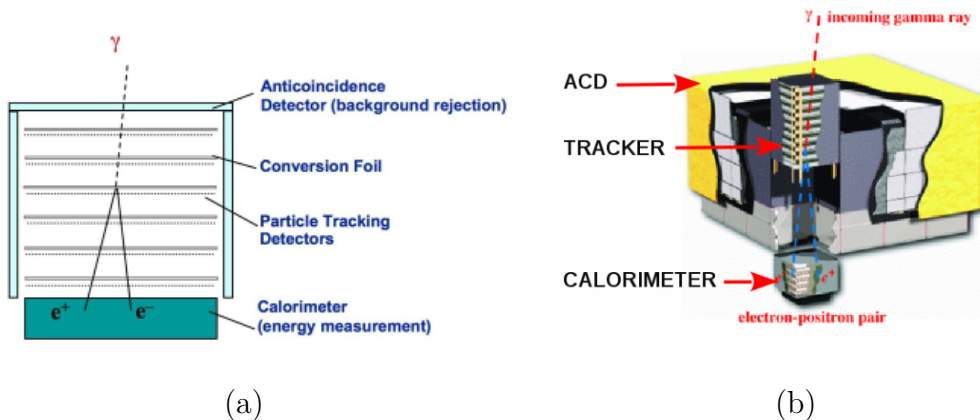 γ
Anticoincidence
Detector (background rejection)
Conversion Foil
Particle Tracking
Detectors
e⁺ e⁻
Calorimeter
(energy measurement)
(a)
γ incoming gamma ray
ACD
TRACKER
CALORIMETER
e⁺
electron-positron pair
(b)